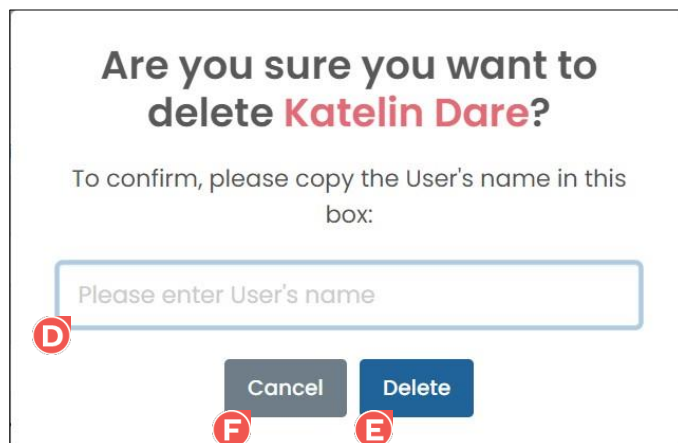 Are you sure you want to
delete Katelin Dare?
To confirm, please copy the User's name in this
box:
Please enter User's name
D
Cancel Delete
F E